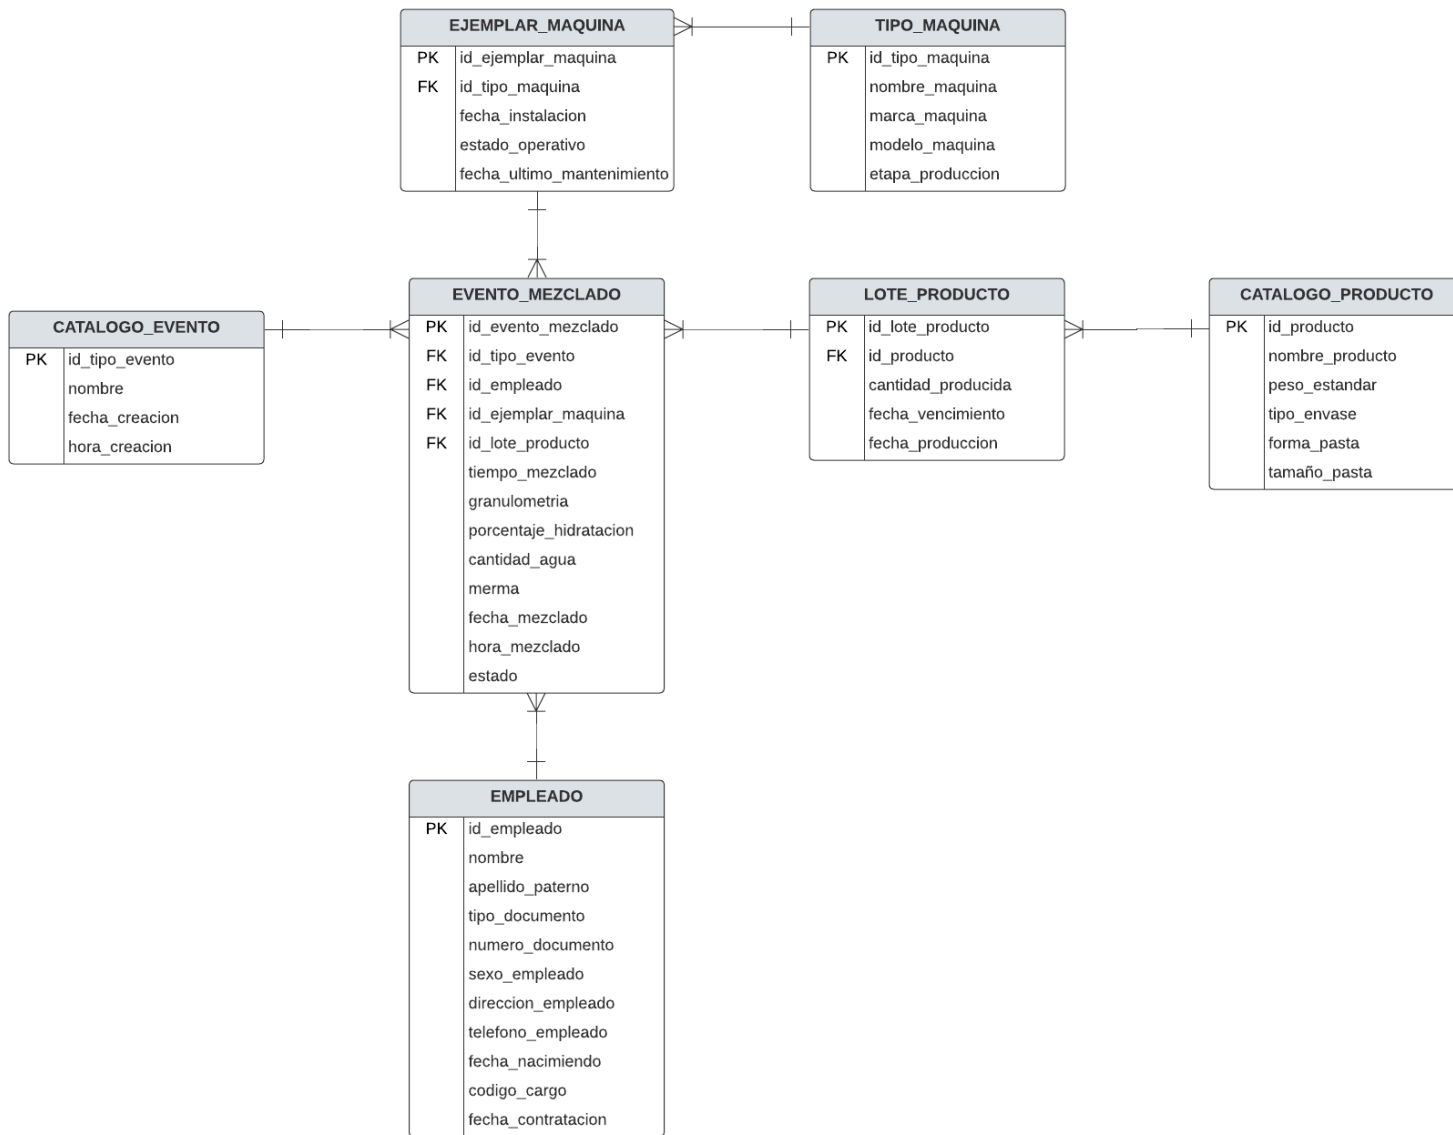 EJEMPLAR_MAQUINA
PK id_ejemplar_maquina
FK id_tipo_maquina
fecha_instalacion
estado_operativo
fecha_ultimo_mantenimiento
TIPO_MAQUINA
PK id_tipo_maquina
nombre_maquina
marca_maquina
modelo_maquina
etapa_produccion
CATALOGO_EVENTO
PK id_tipo_evento
nombre
fecha_creacion
hora_creacion
EVENTO_MEZCLADO
PK id_evento_mezclado
FK id_tipo_evento
FK id_empleado
FK id_ejemplar_maquina
FK id_lote_producto
tiempo_mezclado
granulometria
porcentaje_hidratacion
cantidad_agua
merma
fecha_mezclado
hora_mezclado
estado
LOTE_PRODUCTO
PK id_lote_producto
FK id_producto
cantidad_producida
fecha_vencimiento
fecha_produccion
CATALOGO_PRODUCTO
PK id_producto
nombre_producto
peso_estandar
tipo_envase
forma_pasta
tamaño_pasta
EMPLEADO
PK id_empleado
nombre
apellido_paterno
tipo_documento
numero_documento
sexo_empleado
direccion_empleado
telefono_empleado
fecha_nacimiendo
codigo_cargo
fecha_contratacion